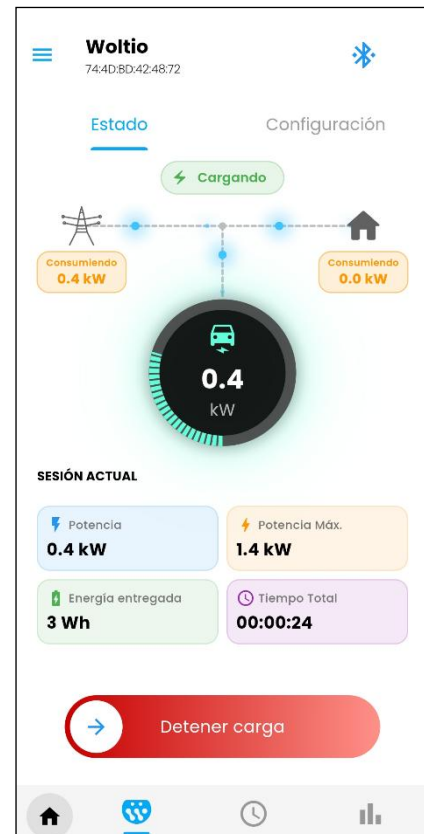 Woltio
74:4D:BD:42:48:72
Estado
Configuración
Cargando
Consumiendo
0.4 kW
Consumiendo
0.0 kW
0.4
kW
SESIÓN ACTUAL
Potencia
0.4 kW
Potencia Máx.
1.4 kW
Energía entregada
3 Wh
Tiempo Total
00:00:24
Detener carga